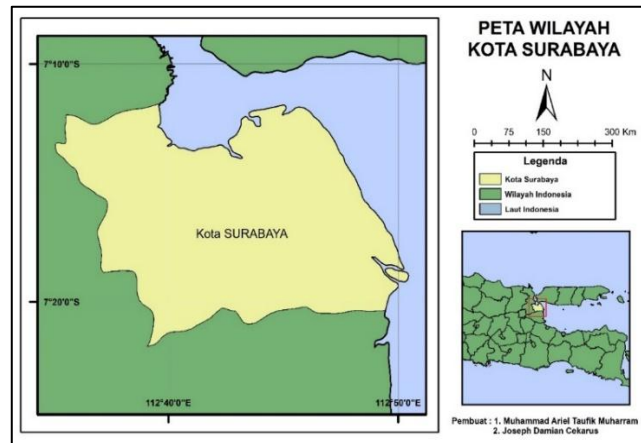 PETA WILAYAH
KOTA SURABAYA
N
0 75 150 300 Km
Legenda
Kota Surabaya
Wilayah Indonesia
Laut Indonesia
7°10'0"S
Kota SURABAYA
7°20'0"S
112°40'0"E 112°50'0"E
Pembuat : 1. Muhammad Ariel Taufik Muharram
2. Joseph Damian Cekarus